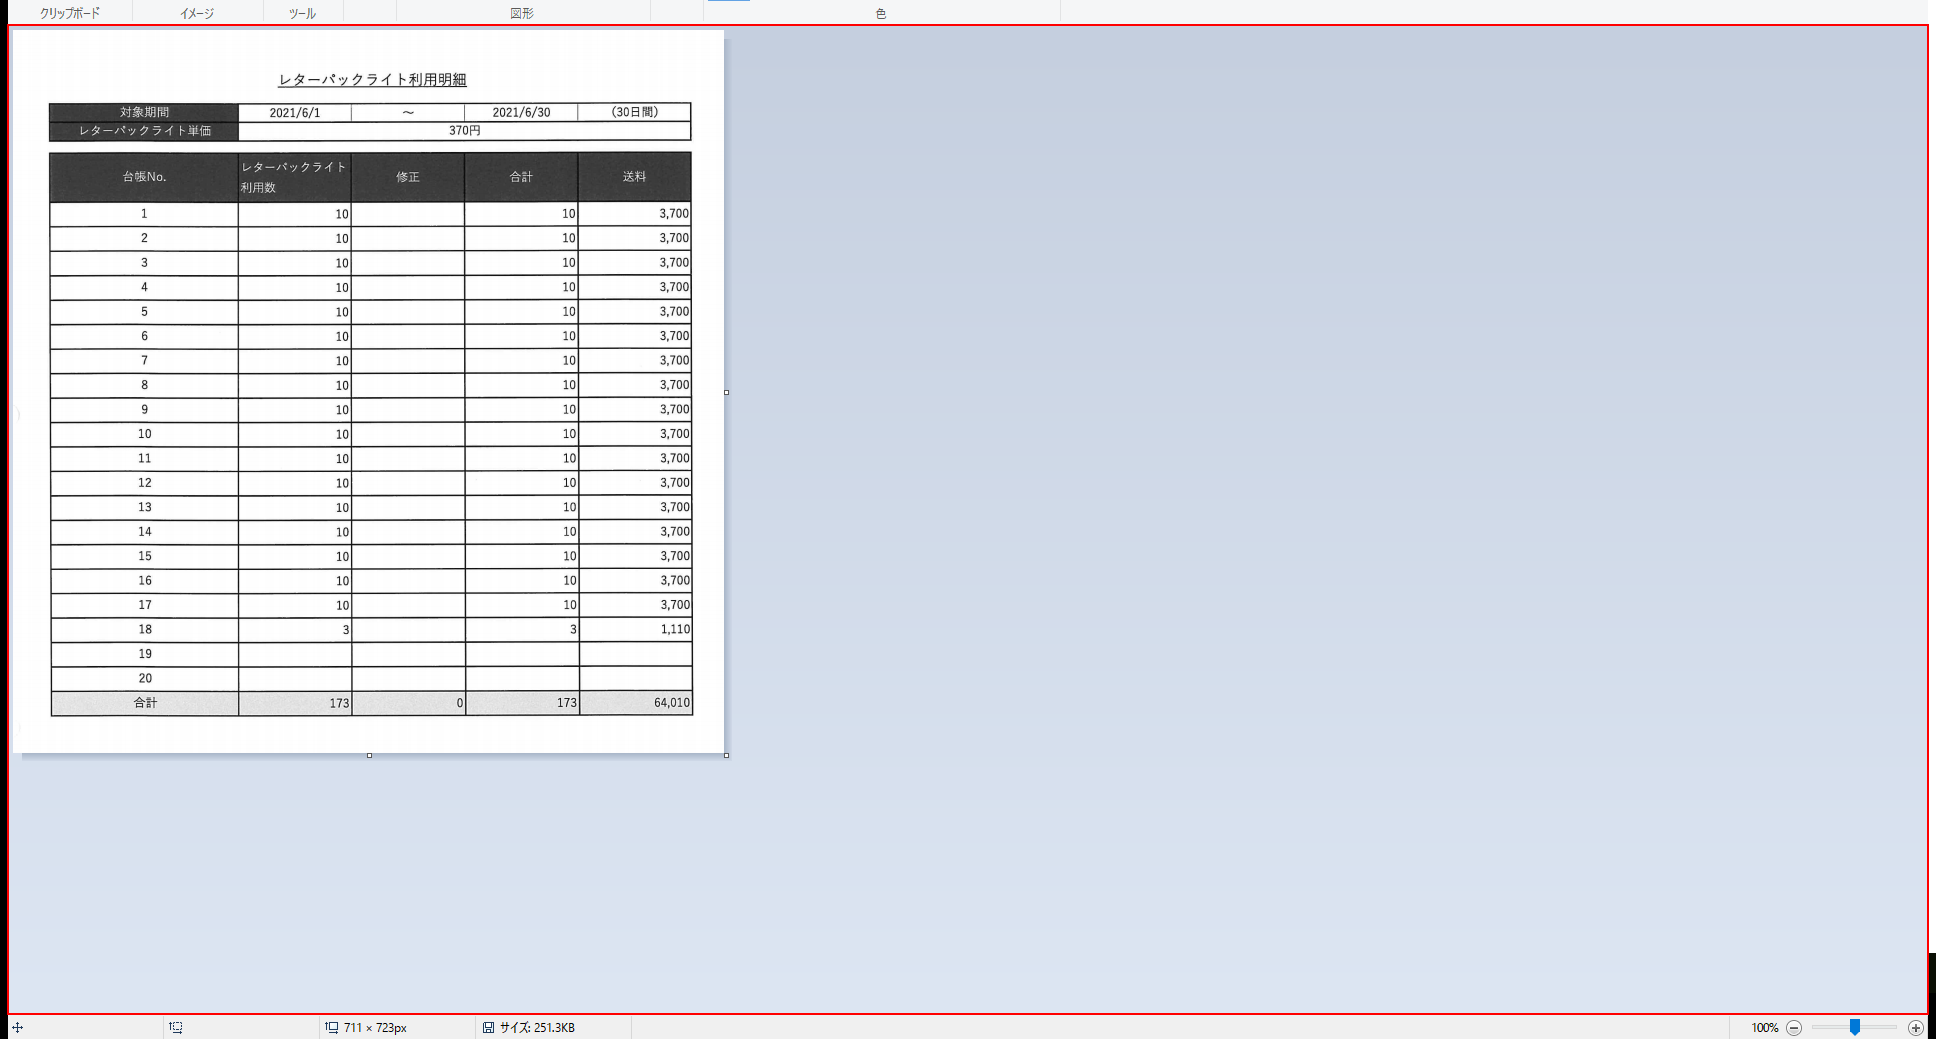 クリップボード イメージ ツール 図形 色
レターパックライト利用明細
対象期間 2021/6/1 ～ 2021/6/30 (30日間)
レターパックライト単価 370円
台帳No. レターパックライト利用数 修正 合計 送料
1 10 10 3,700
2 10 10 3,700
3 10 10 3,700
4 10 10 3,700
5 10 10 3,700
6 10 10 3,700
7 10 10 3,700
8 10 10 3,700
9 10 10 3,700
10 10 10 3,700
11 10 10 3,700
12 10 10 3,700
13 10 10 3,700
14 10 10 3,700
15 10 10 3,700
16 10 10 3,700
17 10 10 3,700
18 3 3 1,110
19
20
合計 173 0 173 64,010
711 × 723px サイズ: 251.3KB 100%